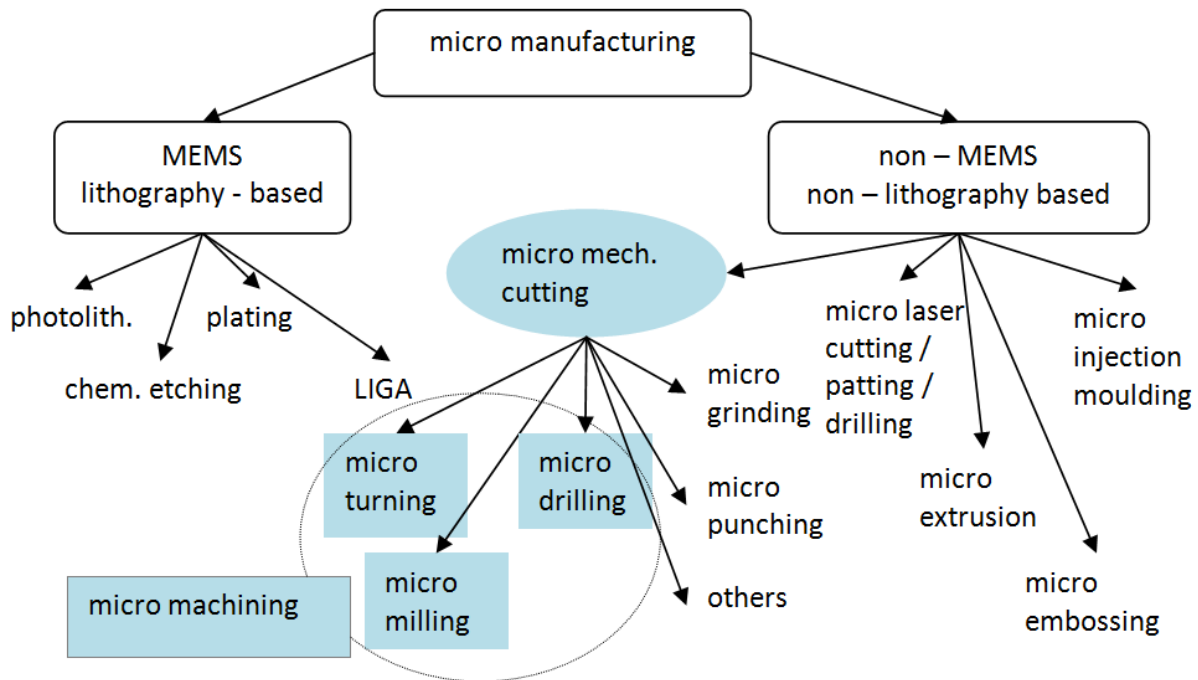 micro manufacturing
MEMS
lithography - based
non – MEMS
non – lithography based
micro mech.
cutting
photolith.
plating
chem. etching
LIGA
micro laser
cutting /
patting /
drilling
micro
injection
moulding
micro
grinding
micro
turning
micro
drilling
micro
punching
micro
extrusion
micro machining
micro
milling
others
micro
embossing